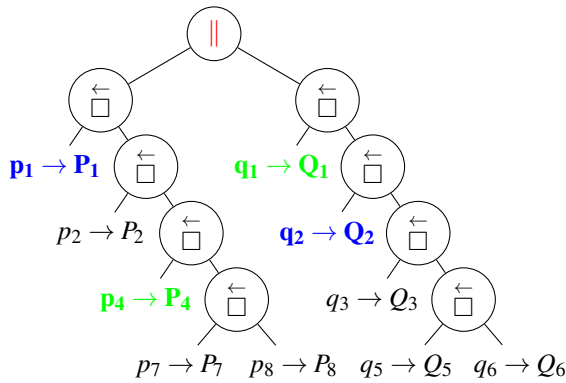 ||
← □ ← □
p₁ → P₁ ← □ q₁ → Q₁ ← □
p₂ → P₂ ← □ q₂ → Q₂ ← □
p₄ → P₄ ← □ q₃ → Q₃ ← □
p₇ → P₇ p₈ → P₈ q₅ → Q₅ q₆ → Q₆